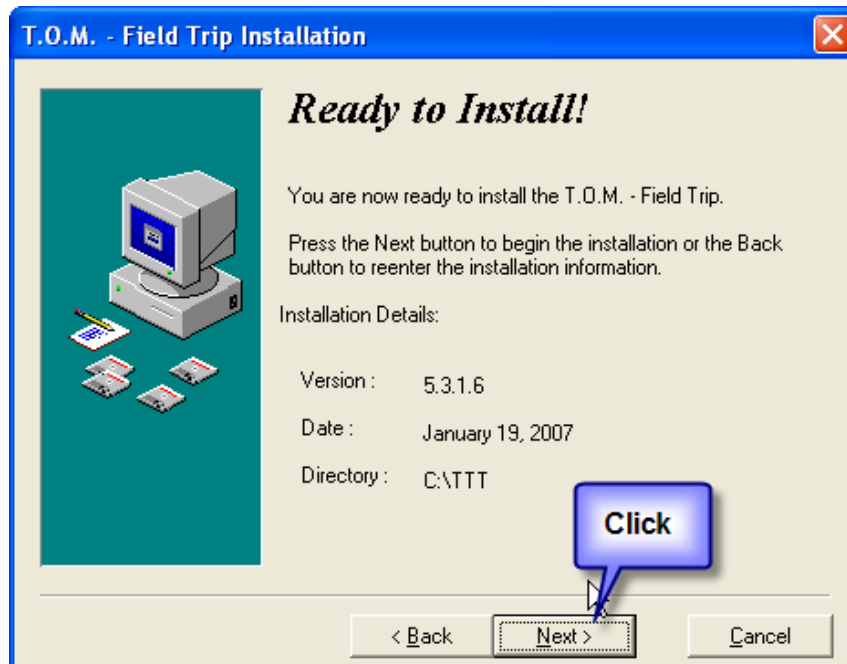 T.O.M. - Field Trip Installation
Ready to Install!
You are now ready to install the T.O.M. - Field Trip.
Press the Next button to begin the installation or the Back
button to reenter the installation information.
Installation Details:
Version : 5.3.1.6
Date : January 19, 2007
Directory : C:\TTT
Click
< Back Next > Cancel